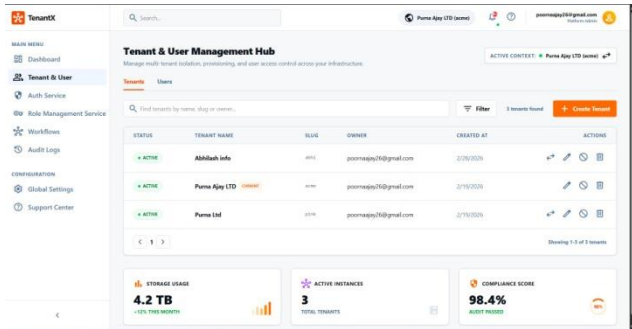 TenantX
Search...
Purna Ajay LTD (acme)
poornaajay26@gmail.com
Platform Admin
MAIN MENU
Dashboard
Tenant & User
Auth Service
Role Management Service
Workflows
Audit Logs
CONFIGURATION
Global Settings
Support Center
Tenant & User Management Hub
Manage multi-tenant isolation, provisioning, and user access control across your infrastructure.
ACTIVE CONTEXT: Purna Ajay LTD (acme)
Tenants Users
Find tenants by name, slug or owner...
Filter
3 tenants found
+ Create Tenant
STATUS TENANT NAME SLUG OWNER CREATED AT ACTIONS
ACTIVE Abhilash info poornaajay26@gmail.com 2/26/2026
ACTIVE Purna Ajay LTD CURRENT poornaajay26@gmail.com
ACTIVE Purna Ltd poornaajay26@gmail.com
< 1 >
Showing 1-3 of 3 tenants
STORAGE USAGE
4.2 TB
+12% THIS MONTH
ACTIVE INSTANCES
3
TOTAL TENANTS
COMPLIANCE SCORE
98.4%
AUDIT PASSED